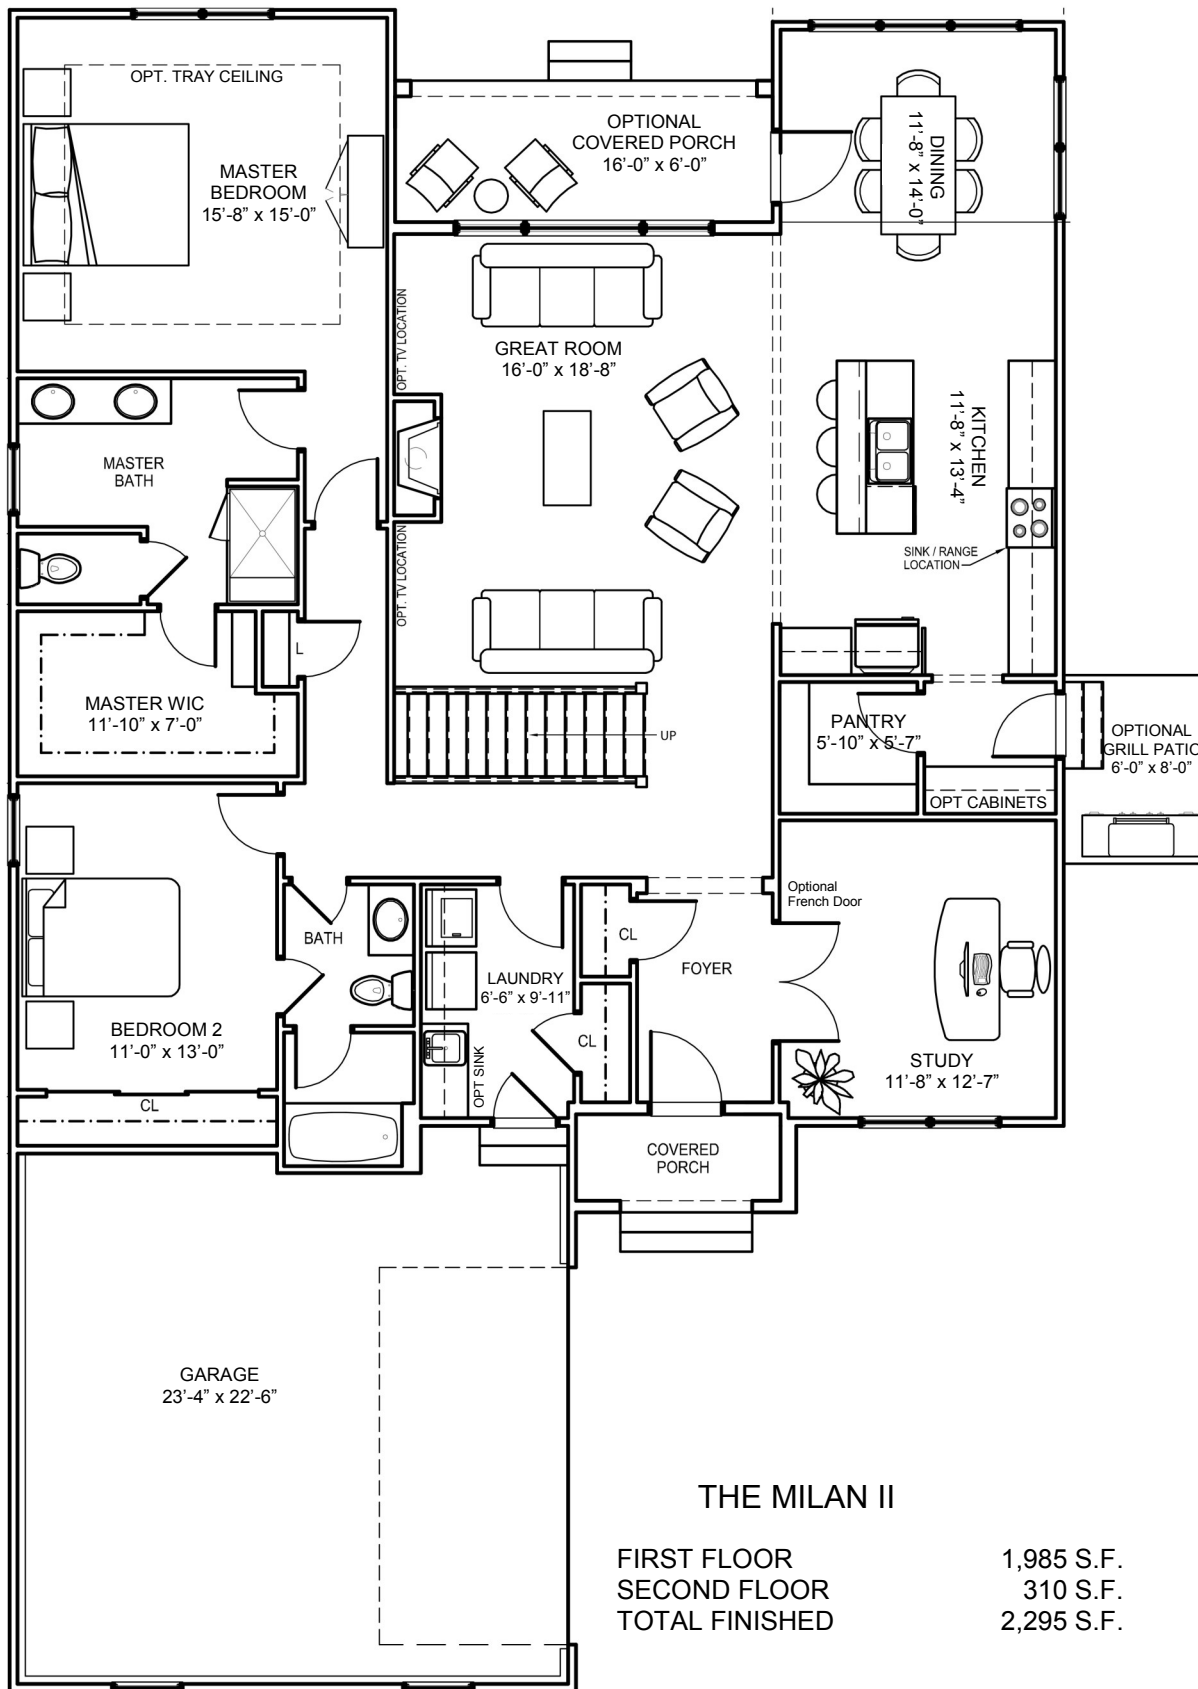 OPT. TRAY CEILING
MASTER
BEDROOM
15'-8" x 15'-0"
OPTIONAL
COVERED PORCH
16'-0" x 6'-0"
DINING
11'-8" x 14'-0"
OPT. TV LOCATION
GREAT ROOM
16'-0" x 18'-8"
KITCHEN
11'-8" x 13'-4"
MASTER
BATH
OPT. TV LOCATION
SINK / RANGE
LOCATION
L
MASTER WIC
11'-10" x 7'-0"
UP
PANTRY
5'-10" x 5'-7"
OPTIONAL
GRILL PATIO
6'-0" x 8'-0"
OPT CABINETS
Optional
French Door
BATH
CL
LAUNDRY
6'-6" x 9'-11"
FOYER
BEDROOM 2
11'-0" x 13'-0"
OPT SINK
CL
STUDY
11'-8" x 12'-7"
CL
COVERED
PORCH
GARAGE
23'-4" x 22'-6"
THE MILAN II
FIRST FLOOR 1,985 S.F.
SECOND FLOOR 310 S.F.
TOTAL FINISHED 2,295 S.F.